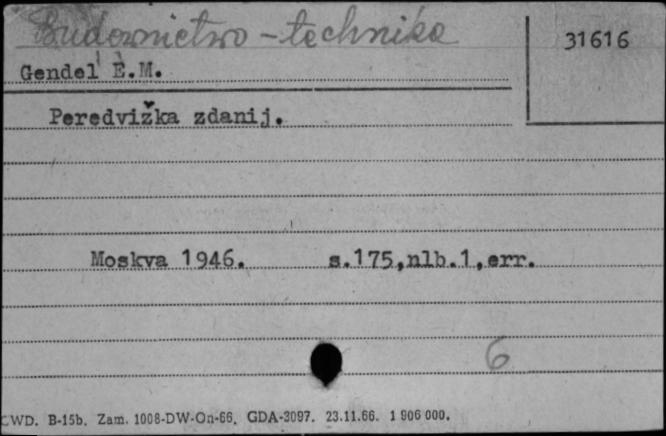 Budownictwo - technika
31616
Gendel' E.M.
Peredvižka zdanij.
Moskva 1946. s.175,nlb.1,err.
6
CWD. B-15b. Zam. 1008-DW-On-66. GDA-3097. 23.11.66. 1 906 000.